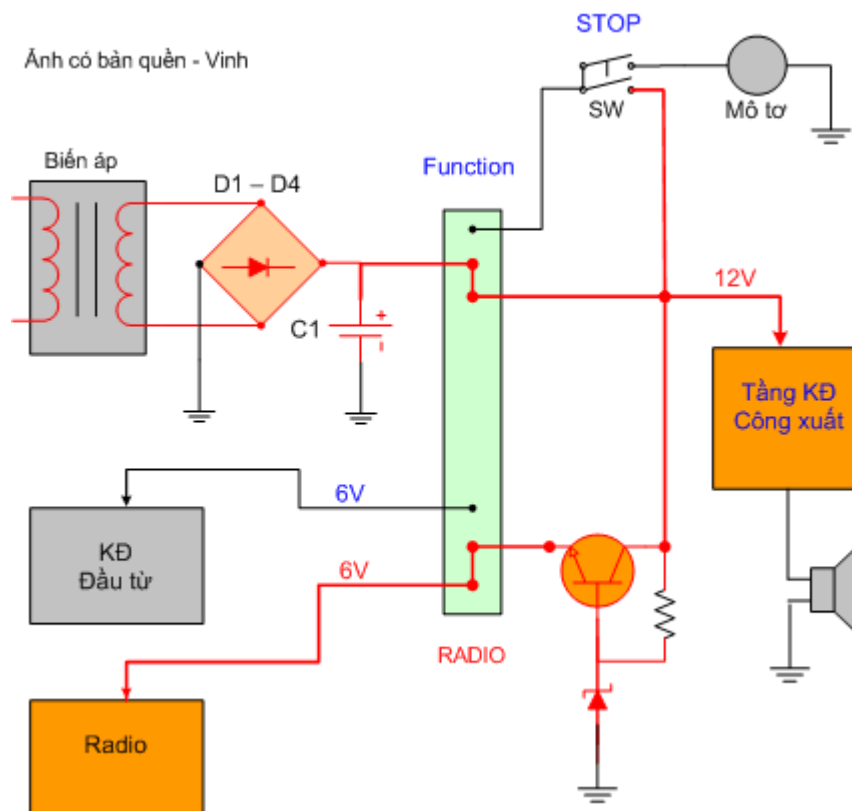 STOP
Ảnh có bản quền - Vinh
SW
Mô tơ
Biến áp
D1 – D4
Function
12V
C1
+
-
Tầng KĐ
Công xuất
6V
KĐ
Đầu từ
6V
RADIO
Radio